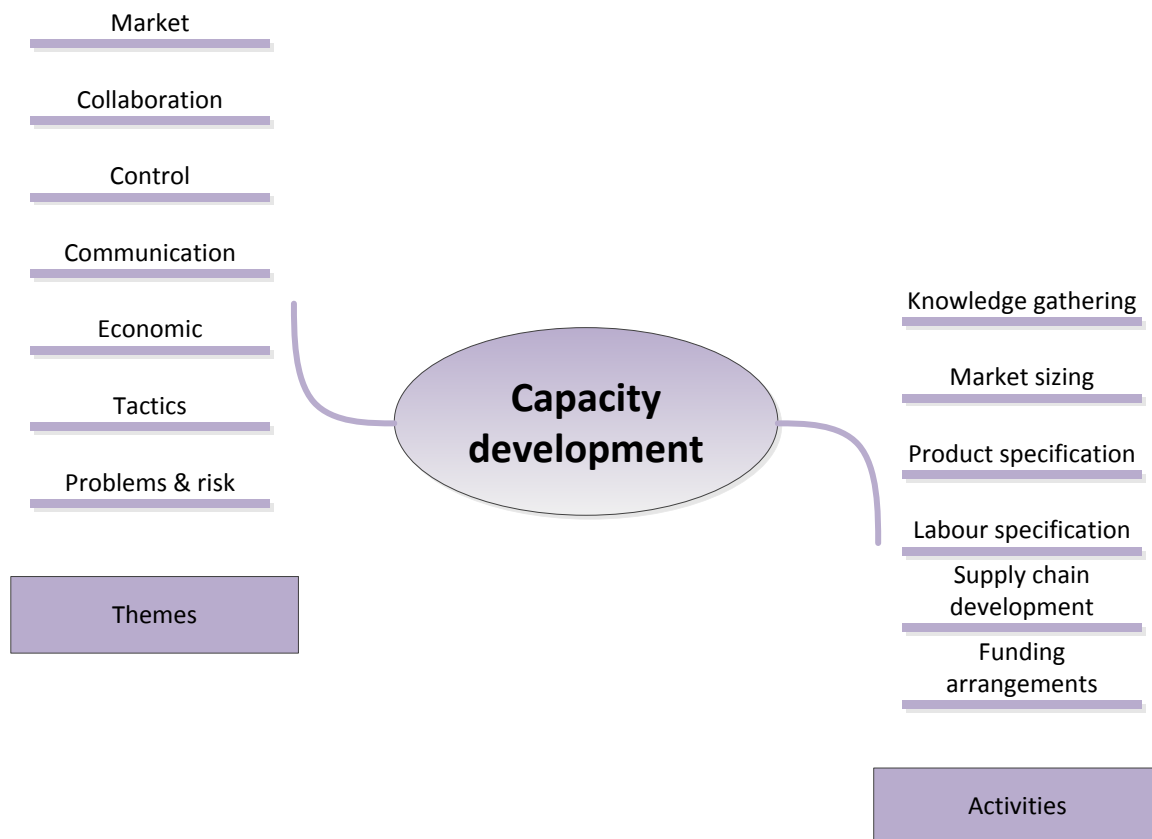 Market
Collaboration
Control
Communication
Economic
Tactics
Problems & risk
Themes
Capacity
development
Knowledge gathering
Market sizing
Product specification
Labour specification
Supply chain
development
Funding
arrangements
Activities